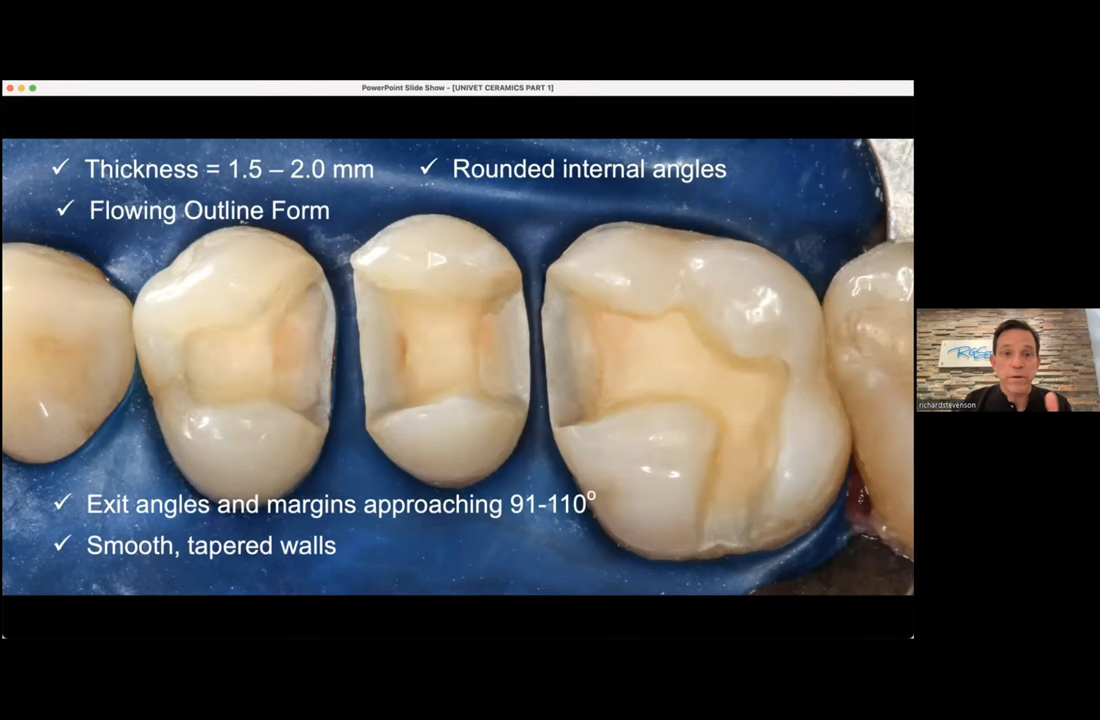 PowerPoint Slide Show - [UNIVET CERAMICS PART 1]
✓ Thickness = 1.5 – 2.0 mm
✓ Rounded internal angles
✓ Flowing Outline Form
richardstevenson
✓ Exit angles and margins approaching 91-110°
✓ Smooth, tapered walls